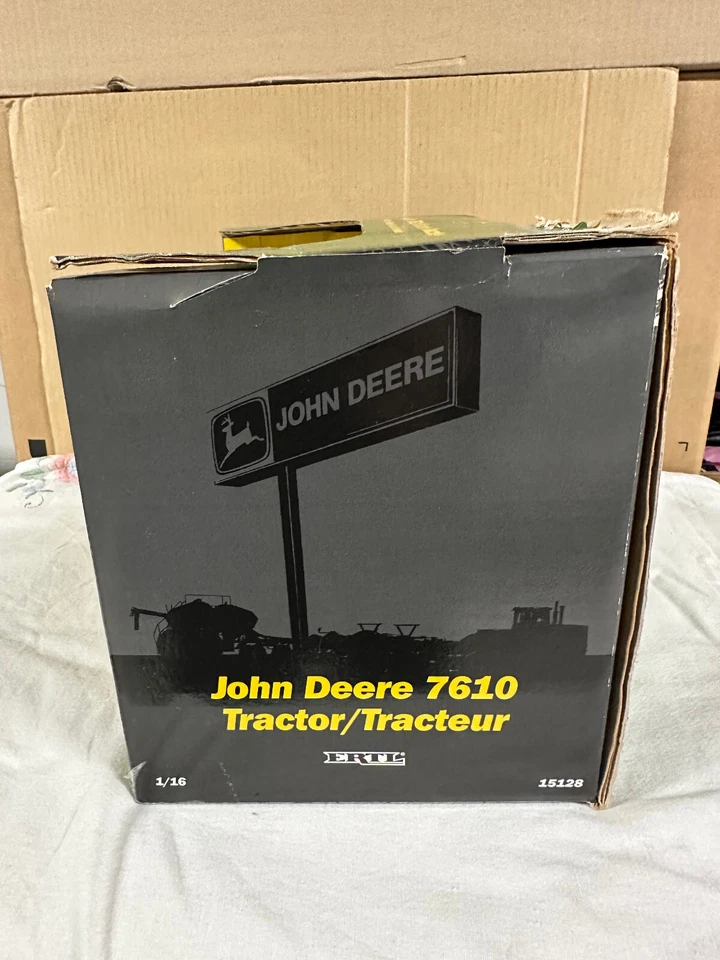 JOHN DEERE
John Deere 7610
Tractor/Tracteur
ERTL
1/16
15128